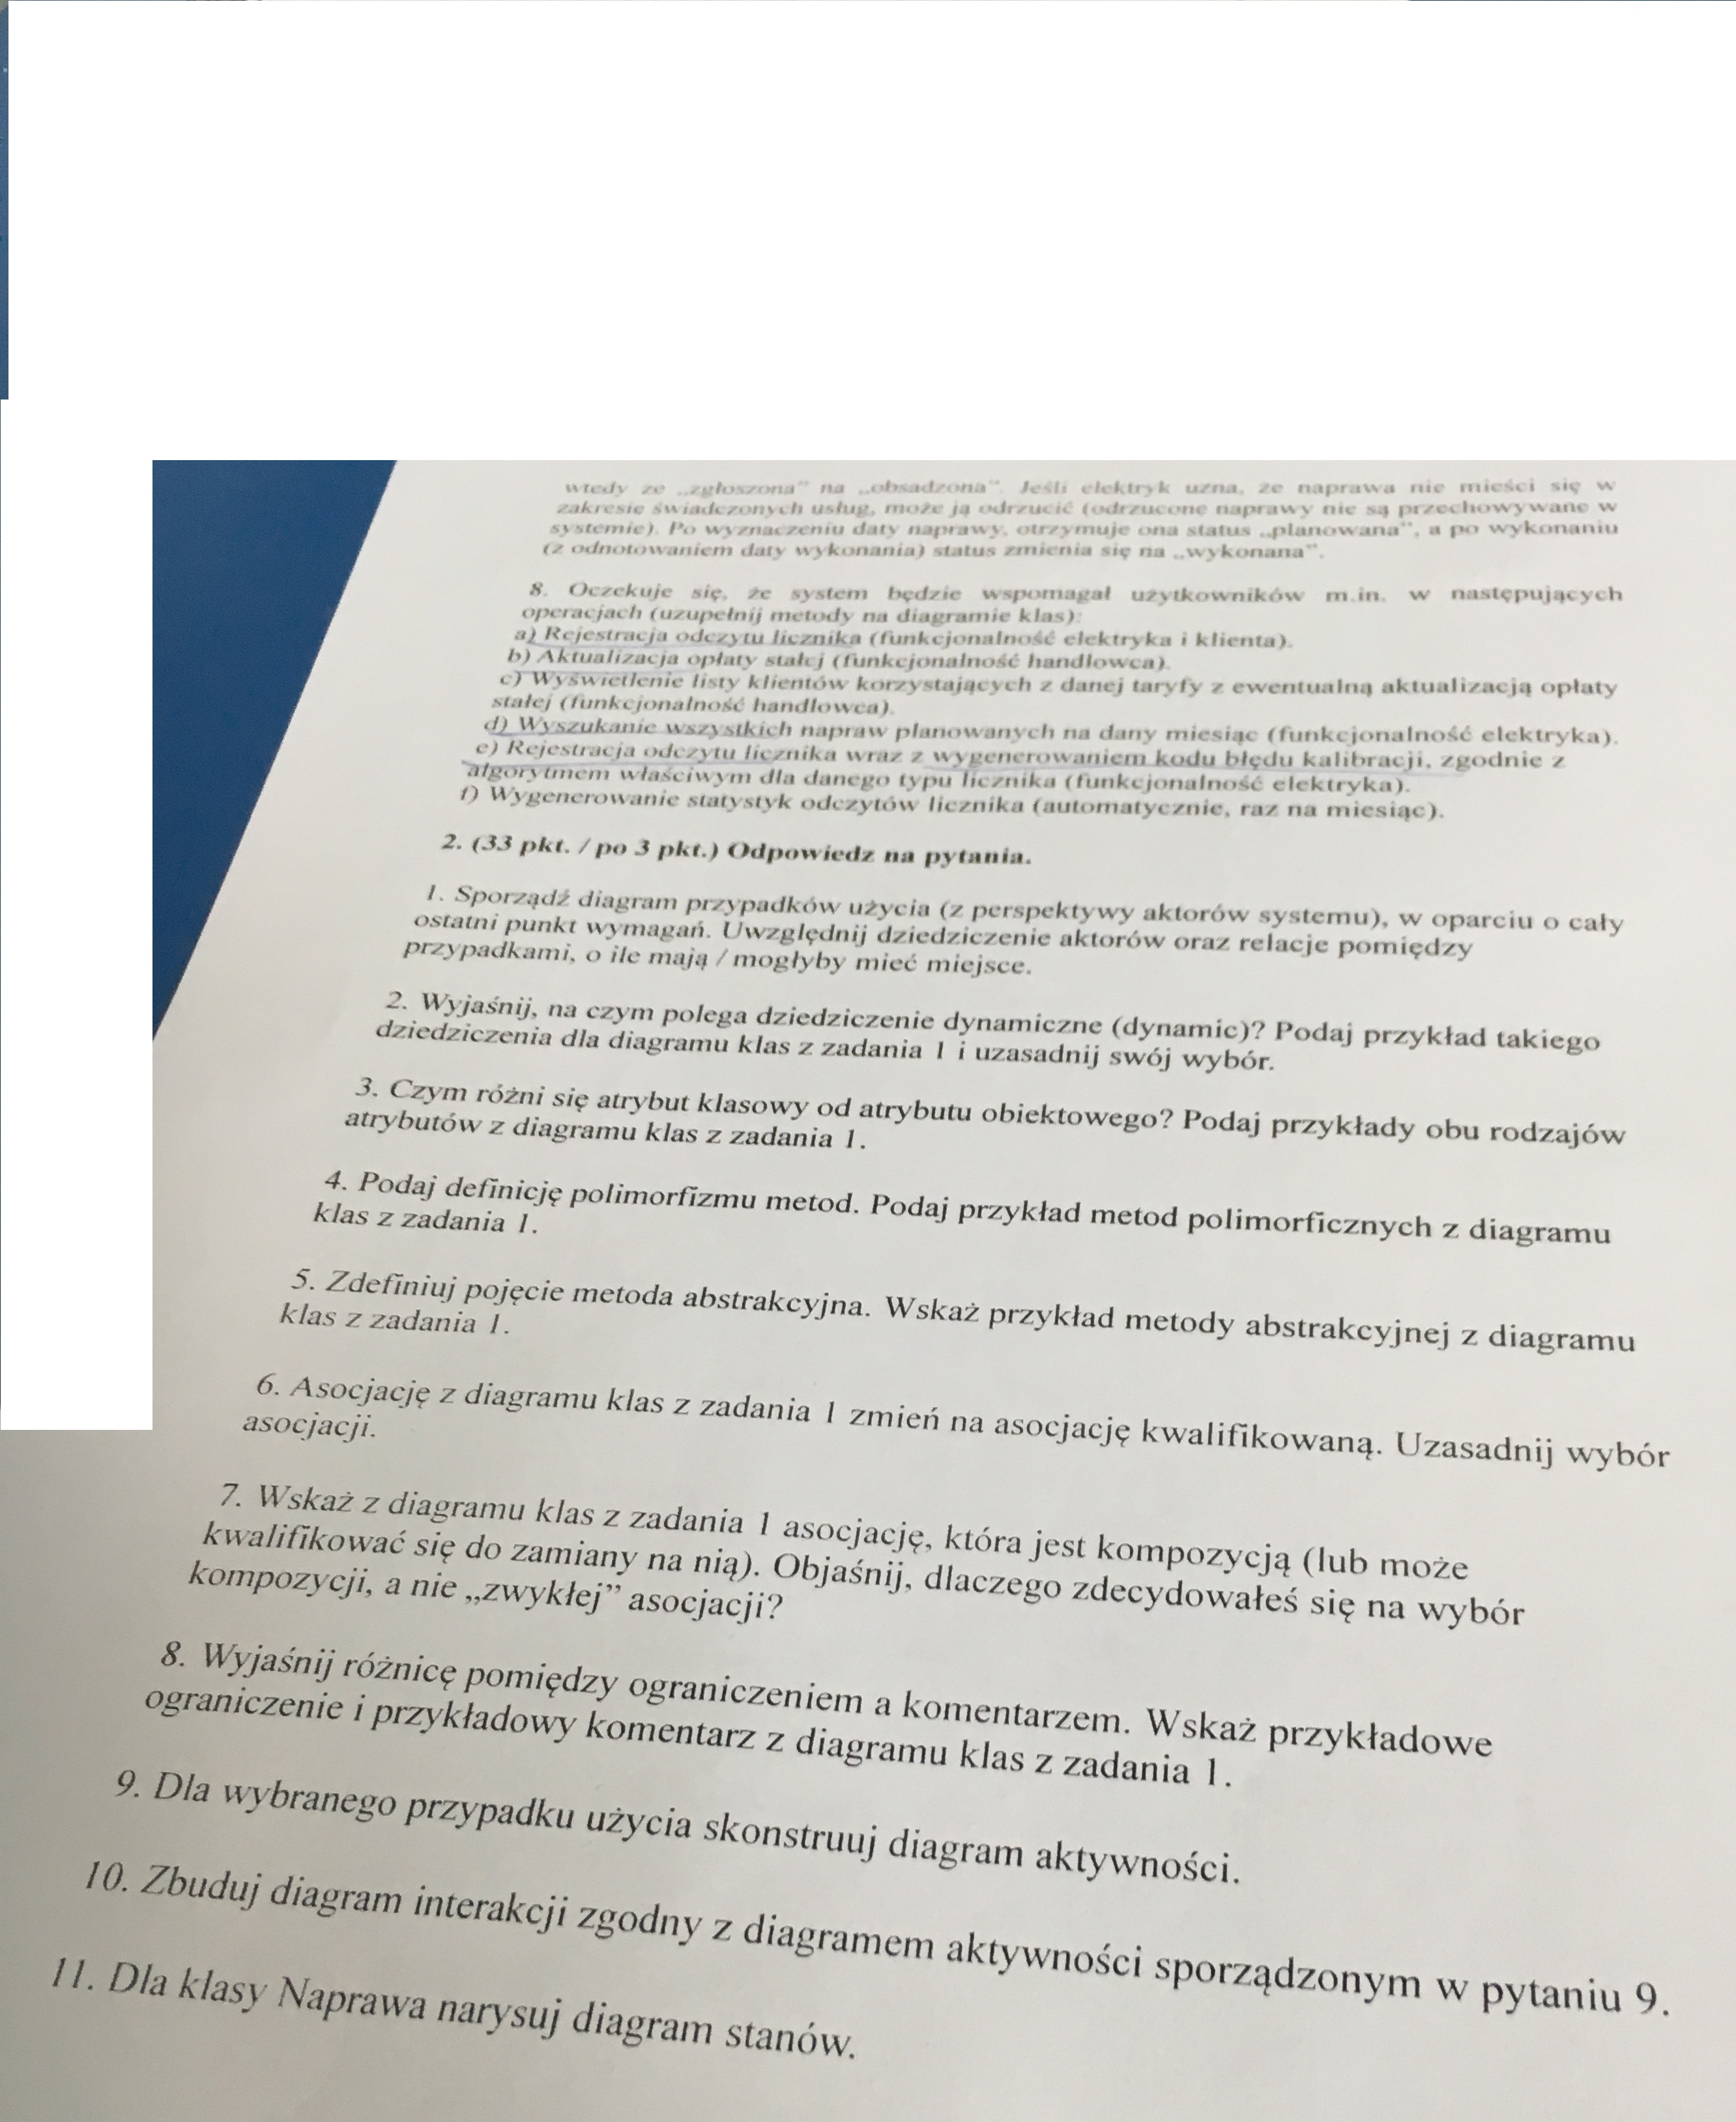 wtedy ze „zgłoszona” na „obsadzona”. Jeśli elektryk uzna, że naprawa nie mieści się w
zakresie świadczonych usług, może ją odrzucić (odrzucone naprawy nie są przechowywane w
systemie). Po wyznaczeniu daty naprawy, otrzymuje ona status „planowana”, a po wykonaniu
(z odnotowaniem daty wykonania) status zmienia się na „wykonana”.
8. Oczekuje się, że system będzie wspomagał użytkowników m.in. w następujących
operacjach (uzupełnij metody na diagramie klas):
a) Rejestracja odczytu licznika (funkcjonalność elektryka i klienta).
b) Aktualizacja opłaty stałej (funkcjonalność handlowca).
c) Wyświetlenie listy klientów korzystających z danej taryfy z ewentualną aktualizacją opłaty
stałej (funkcjonalność handlowca).
d) Wyszukanie wszystkich napraw planowanych na dany miesiąc (funkcjonalność elektryka).
e) Rejestracja odczytu licznika wraz z wygenerowaniem kodu błędu kalibracji, zgodnie z
algorytmem właściwym dla danego typu licznika (funkcjonalność elektryka).
f) Wygenerowanie statystyk odczytów licznika (automatycznie, raz na miesiąc).
2. (33 pkt. / po 3 pkt.) Odpowiedz na pytania.
1. Sporządź diagram przypadków użycia (z perspektywy aktorów systemu), w oparciu o cały
ostatni punkt wymagań. Uwzględnij dziedziczenie aktorów oraz relacje pomiędzy
przypadkami, o ile mają / mogłyby mieć miejsce.
2. Wyjaśnij, na czym polega dziedziczenie dynamiczne (dynamic)? Podaj przykład takiego
dziedziczenia dla diagramu klas z zadania 1 i uzasadnij swój wybór.
3. Czym różni się atrybut klasowy od atrybutu obiektowego? Podaj przykłady obu rodzajów
atrybutów z diagramu klas z zadania 1.
4. Podaj definicję polimorfizmu metod. Podaj przykład metod polimorficznych z diagramu
klas z zadania 1.
5. Zdefiniuj pojęcie metoda abstrakcyjna. Wskaż przykład metody abstrakcyjnej z diagramu
klas z zadania 1.
6. Asocjację z diagramu klas z zadania 1 zmień na asocjację kwalifikowaną. Uzasadnij wybór
asocjacji.
7. Wskaż z diagramu klas z zadania 1 asocjację, która jest kompozycją (lub może
kwalifikować się do zamiany na nią). Objaśnij, dlaczego zdecydowałeś się na wybór
kompozycji, a nie „zwykłej” asocjacji?
8. Wyjaśnij różnicę pomiędzy ograniczeniem a komentarzem. Wskaż przykładowe
ograniczenie i przykładowy komentarz z diagramu klas z zadania 1.
9. Dla wybranego przypadku użycia skonstruuj diagram aktywności.
10. Zbuduj diagram interakcji zgodny z diagramem aktywności sporządzonym w pytaniu 9.
11. Dla klasy Naprawa narysuj diagram stanów.